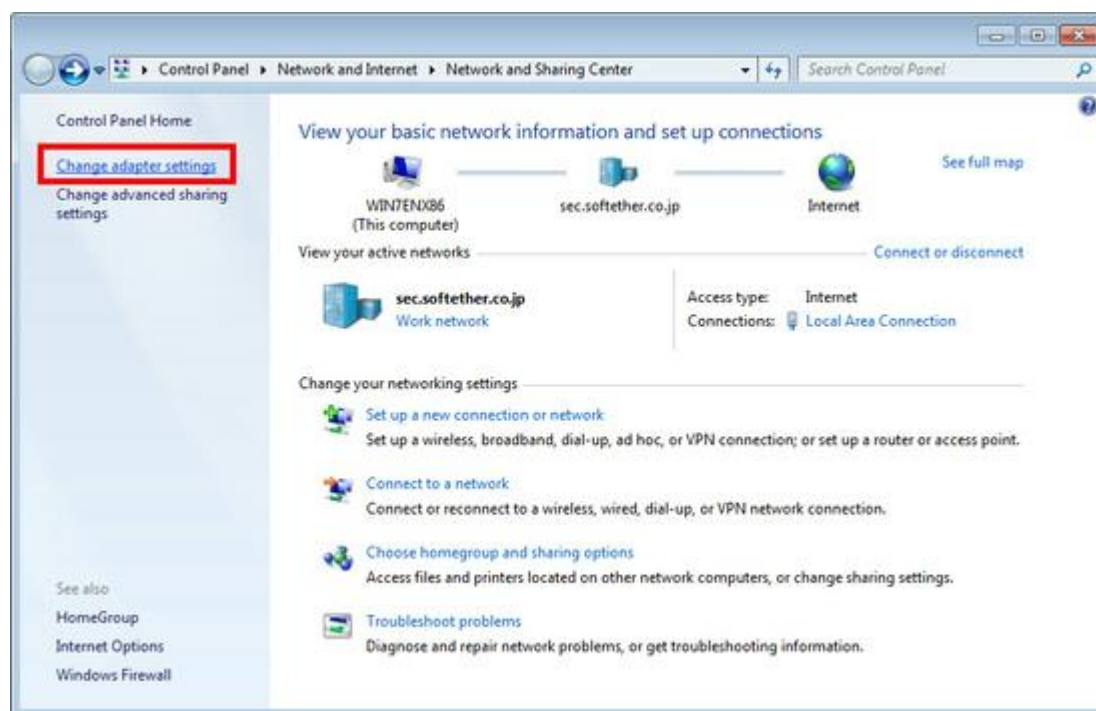 Control Panel ▸ Network and Internet ▸ Network and Sharing Center
Search Control Panel
Control Panel Home
Change adapter settings
Change advanced sharing
settings
See also
HomeGroup
Internet Options
Windows Firewall
View your basic network information and set up connections
See full map
WIN7ENX86
(This computer)
sec.softether.co.jp
Internet
View your active networks
Connect or disconnect
sec.softether.co.jp
Work network
Access type: Internet
Connections: Local Area Connection
Change your networking settings
Set up a new connection or network
Set up a wireless, broadband, dial-up, ad hoc, or VPN connection; or set up a router or access point.
Connect to a network
Connect or reconnect to a wireless, wired, dial-up, or VPN network connection.
Choose homegroup and sharing options
Access files and printers located on other network computers, or change sharing settings.
Troubleshoot problems
Diagnose and repair network problems, or get troubleshooting information.